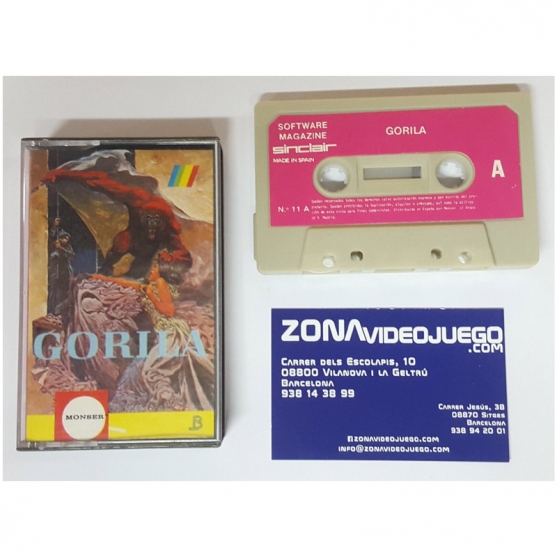 GORILA
MONSER
B
SOFTWARE
MAGAZINE
sinclair
MADE IN SPAIN
GORILA
A
N.º 11 A
ZONAVIDEOJUEGO
.COM
CARRER DELS ESCOLAPIS, 10
08800 VILANOVA I LA GELTRÚ
BARCELONA
938 14 38 99
CARRER JESÚS, 38
08870 SITGES
BARCELONA
938 94 20 01
ZONAVIDEOJUEGO.COM
INFO@ZONAVIDEOJUEGO.COM